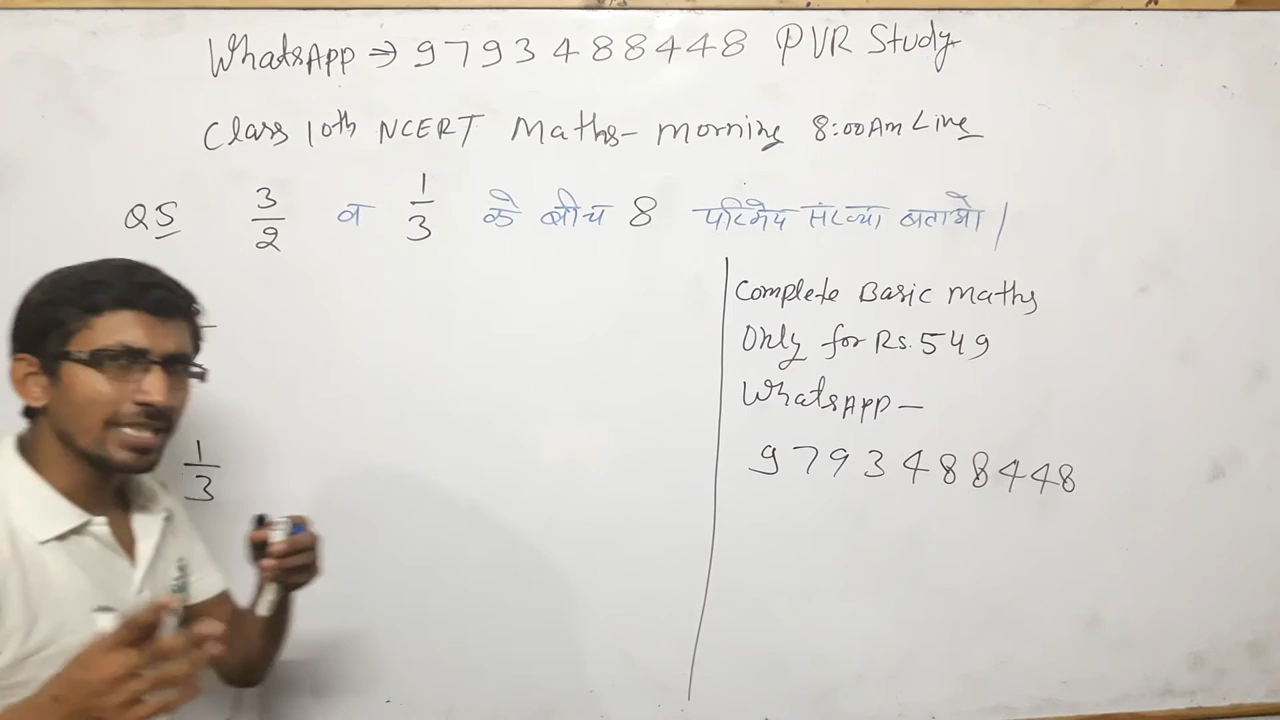 WhatsApp → 9793488448 PVR Study
Class 10th NCERT Maths - morning 8:00Am Live
Q5 3/2 व 1/3 के बीच 8 परिमेय संख्या बताओ।
Complete Basic Maths
Only for Rs. 549
WhatsApp -
1/3
9793488448